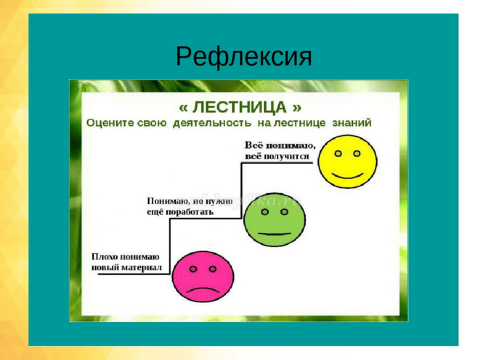 Рефлексия
« ЛЕСТНИЦА »
Оцените свою деятельность на лестнице знаний
Всё понимаю,
всё получится
Понимаю, но нужно
ещё поработать
Плохо понимаю
новый материал